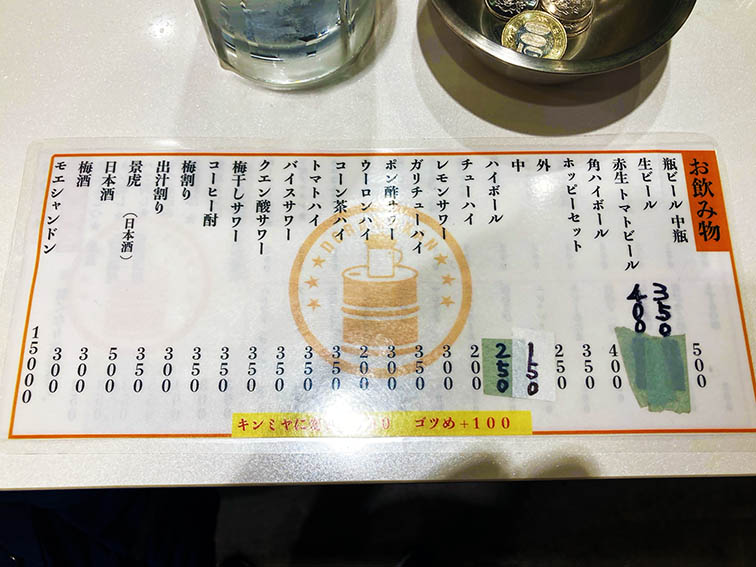 お飲み物
瓶ビール 中瓶 500
生ビール 350
赤生 トマトビール 400
角ハイボール 400
ホッピーセット 350
外 250
中 150
ハイボール 250
チューハイ 200
レモンサワー 300
ガリチューハイ 350
ポン酢サワー 300
ウーロンハイ 200
コーン茶ハイ 350
トマトハイ 350
バイスサワー 350
クエン酸サワー 350
梅干しサワー 350
コーヒー酎 350
梅割り 300
出汁割り 300
景虎（日本酒） 350
日本酒 500
梅酒 300
モエシャンドン 15000
キンミヤに ゴツめ+100
500